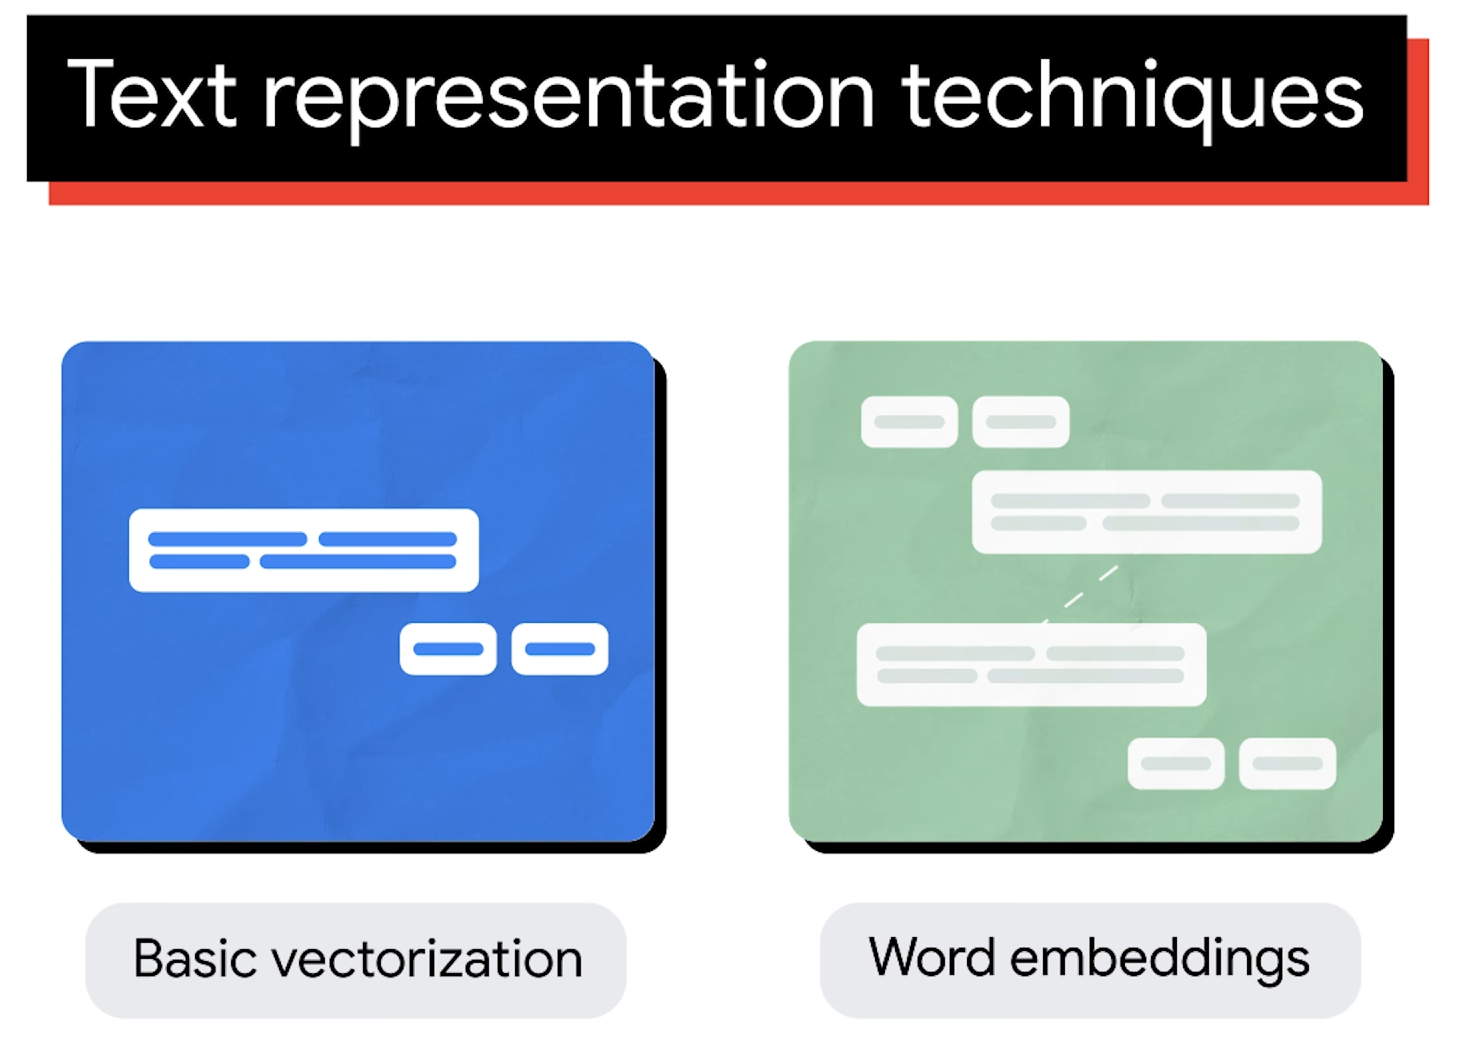 Text representation techniques
Basic vectorization
Word embeddings